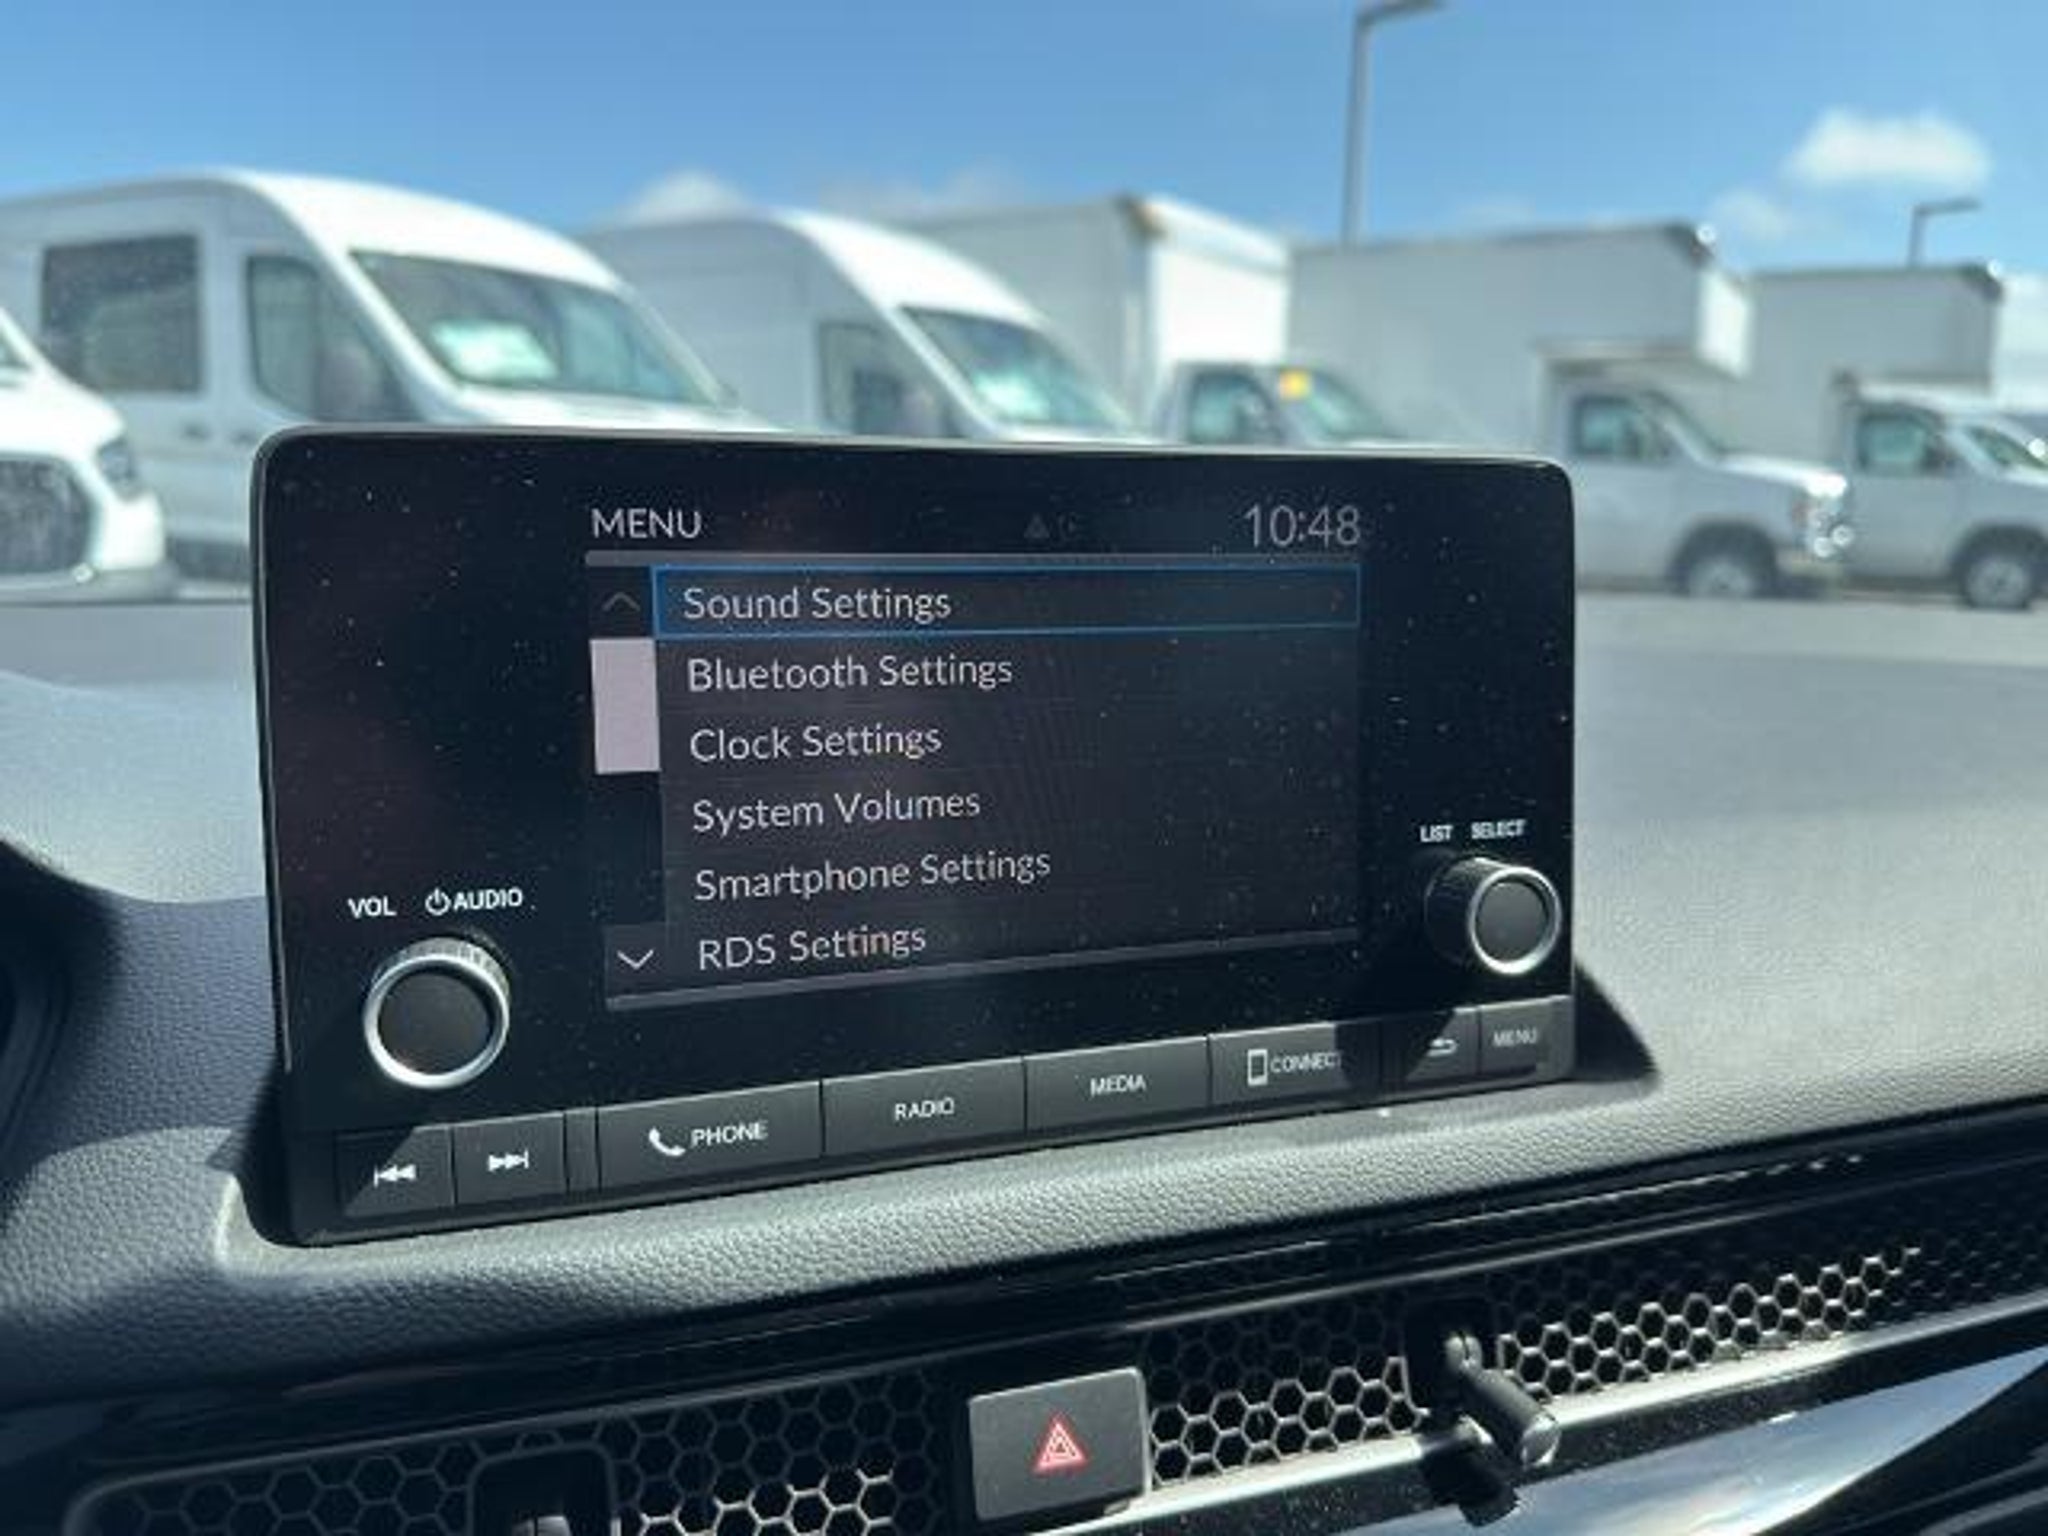 MENU 10:48
Sound Settings
Bluetooth Settings
Clock Settings
System Volumes
Smartphone Settings
RDS Settings
LIST SELECT
VOL AUDIO
PHONE RADIO MEDIA CONNECT MENU